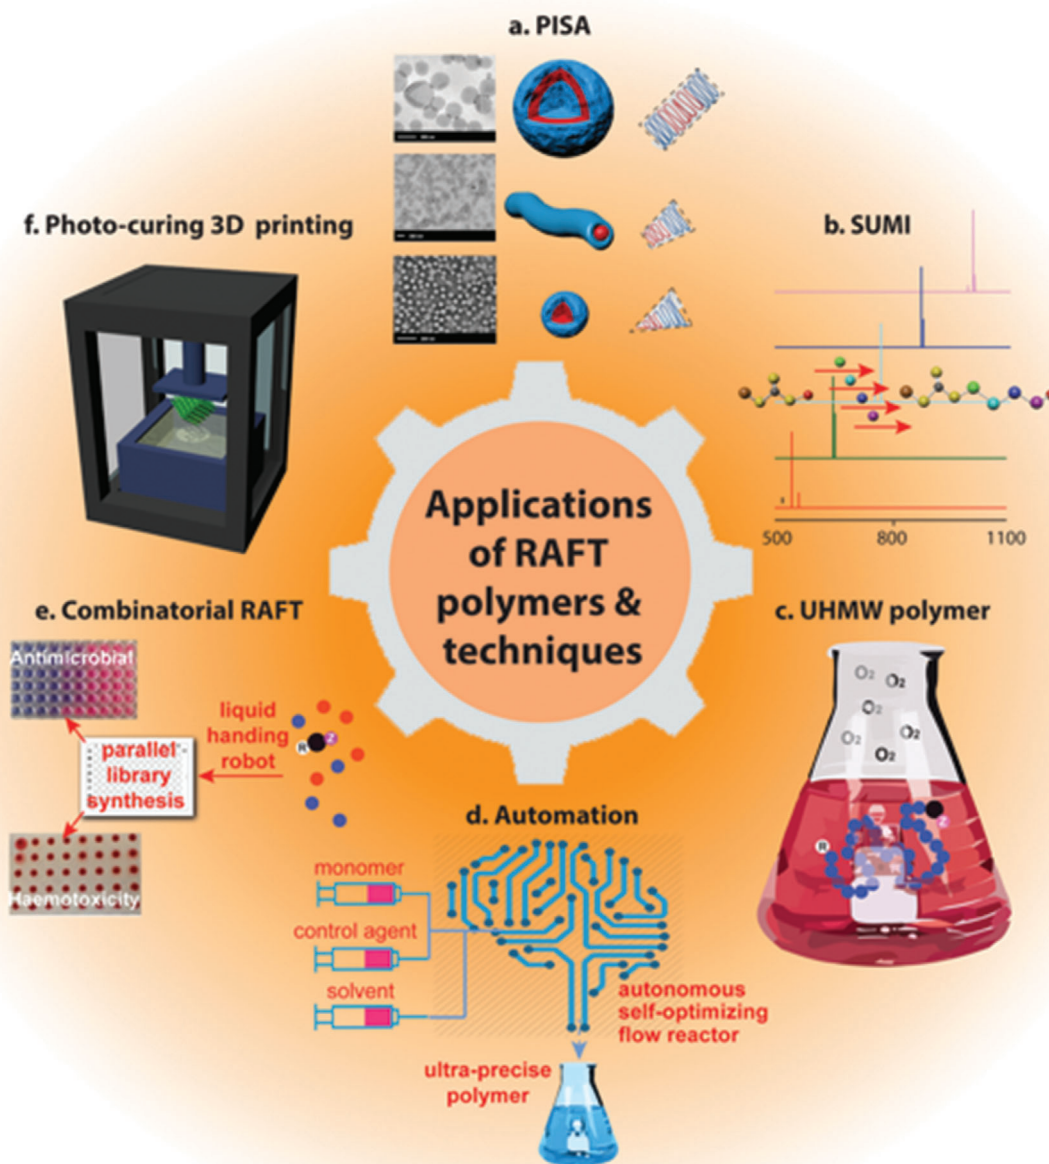 a. PISA
f. Photo-curing 3D printing
b. SUMI
500
800
1100
Applications
of RAFT
polymers &
techniques
e. Combinatorial RAFT
Antimicrobial
liquid
handing
robot
R
Z
parallel
library
synthesis
Haemotoxicity
c. UHMW polymer
O2
O2
O2
O2
O2
O2
R
Z
d. Automation
monomer
control agent
solvent
autonomous
self-optimizing
flow reactor
ultra-precise
polymer